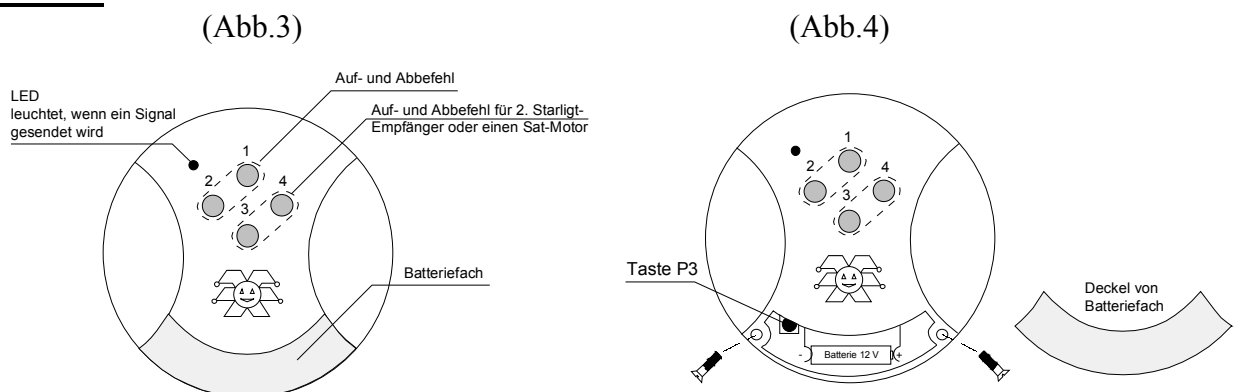 (Abb.3)
(Abb.4)
LED
leuchtet, wenn ein Signal
gesendet wird
Auf- und Abbefehl
Auf- und Abbefehl für 2. Starligt-
Empfänger oder einen Sat-Motor
1
2
4
3
Batteriefach
1
2
4
3
Taste P3
- Batterie 12 V +
Deckel von
Batteriefach